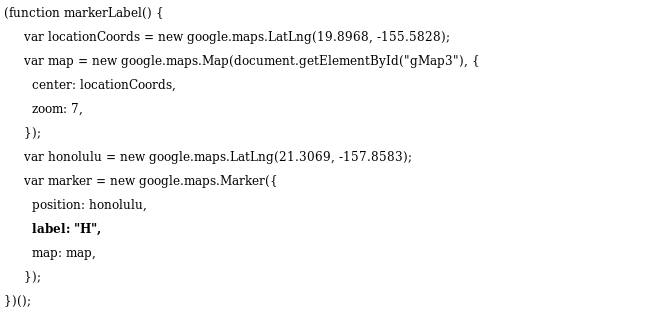 (function markerLabel() {
var locationCoords = new google.maps.LatLng(19.8968, -155.5828);
var map = new google.maps.Map(document.getElementById("gMap3"), {
center: locationCoords,
zoom: 7,
});
var honolulu = new google.maps.LatLng(21.3069, -157.8583);
var marker = new google.maps.Marker({
position: honolulu,
label: "H",
map: map,
});
})();